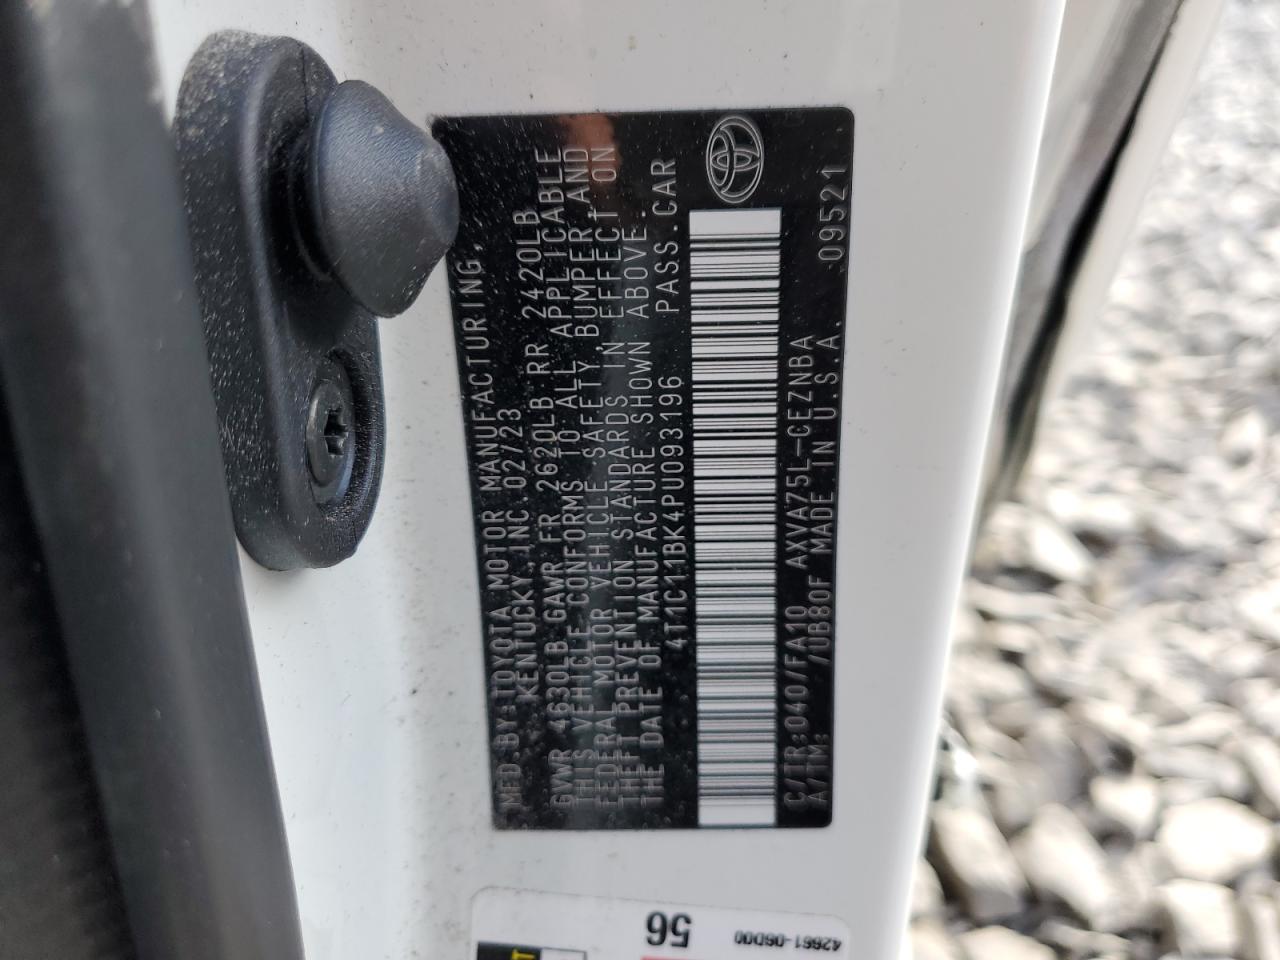 MFD. BY: TOYOTA MOTOR MANUFACTURING,
KENTUCKY, INC. 02/23
GVWR 4630LB GAWR FR 2620LB RR 2420LB
THIS VEHICLE CONFORMS TO ALL APPLICABLE
FEDERAL MOTOR VEHICLE SAFETY, BUMPER, AND
THEFT PREVENTION STANDARDS IN EFFECT ON
THE DATE OF MANUFACTURE SHOWN ABOVE.
4T1C11BK4PU093196 PASS. CAR
C/TR: 040/FA10 AXVA75L-CEZNBA
A/TM: /UB80F MADE IN U.S.A. 09521
56
42661-06D00